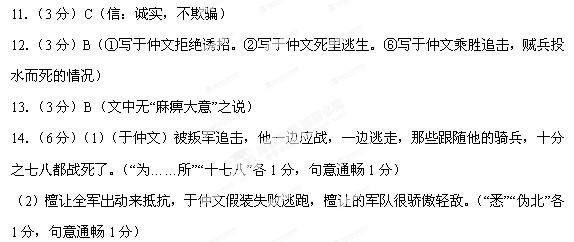 11.（3分）C（信：诚实，不欺骗）
12.（3分）B（①写于仲文拒绝诱招。②写于仲文死里逃生。⑥写于仲文乘胜追击，贼兵投
水而死的情况）
13.（3分）B（文中无“麻痹大意”之说）
14.（6分）（1）（于仲文）被叛军追击，他一边应战，一边逃走，那些跟随他的骑兵，十分
之七八都战死了。（“为……所”“十七八”各1分，句意通畅1分）
（2）檀让全军出动来抵抗，于仲文假装失败逃跑，檀让的军队很骄傲轻敌。（“悉”“伪北”各
1分，句意通畅1分）